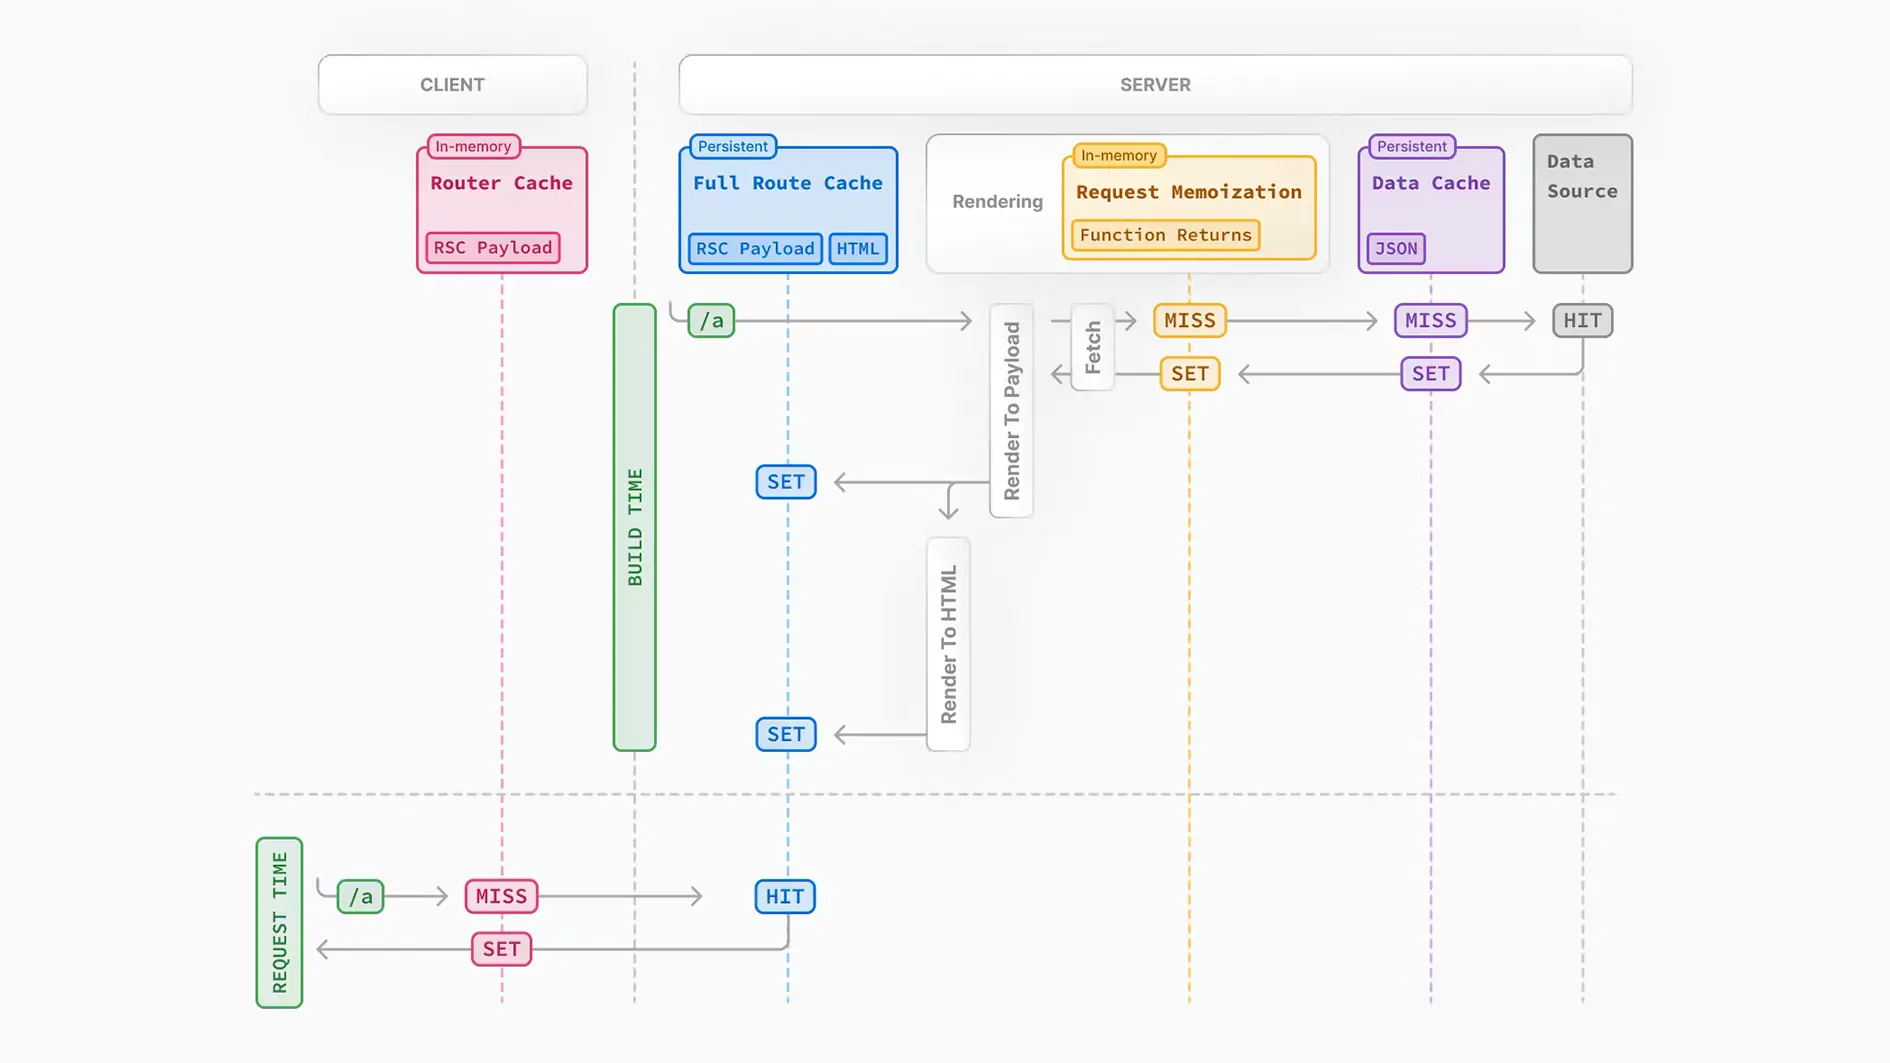 CLIENT
SERVER
In-memory
Router Cache
RSC Payload
Persistent
Full Route Cache
RSC Payload
HTML
Rendering
In-memory
Request Memoization
Function Returns
Persistent
Data Cache
JSON
Data
Source
BUILD TIME
/a
Render To Payload
Fetch
MISS
MISS
HIT
SET
SET
SET
Render To HTML
SET
REQUEST TIME
/a
MISS
HIT
SET